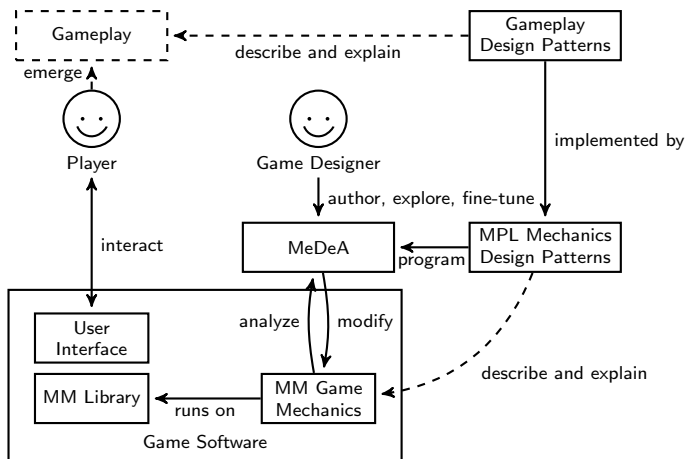 Gameplay
Gameplay
Design Patterns
describe and explain
emerge
Player
Game Designer
implemented by
author, explore, fine-tune
interact
MeDeA
program
MPL Mechanics
Design Patterns
User
Interface
analyze
modify
describe and explain
MM Library
runs on
MM Game
Mechanics
Game Software